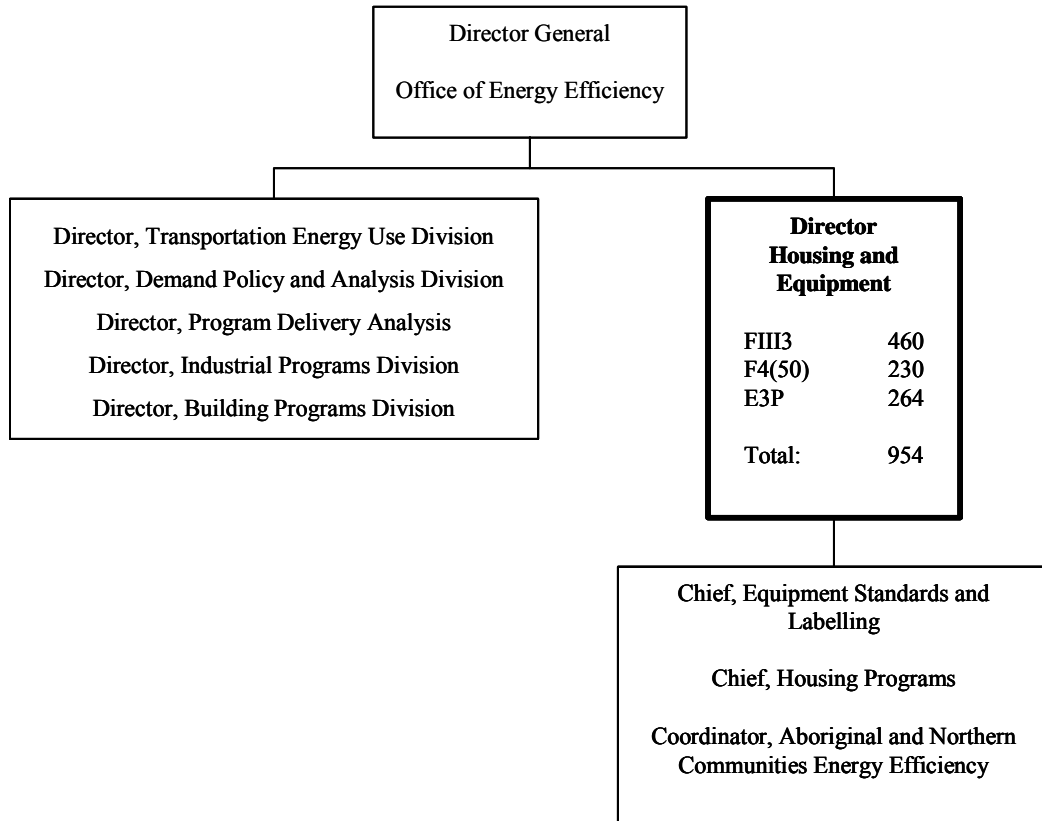 Director General
Office of Energy Efficiency
Director, Transportation Energy Use Division
Director, Demand Policy and Analysis Division
Director, Program Delivery Analysis
Director, Industrial Programs Division
Director, Building Programs Division
Director
Housing and
Equipment
FIII3 460
F4(50) 230
E3P 264
Total: 954
Chief, Equipment Standards and
Labelling
Chief, Housing Programs
Coordinator, Aboriginal and Northern
Communities Energy Efficiency